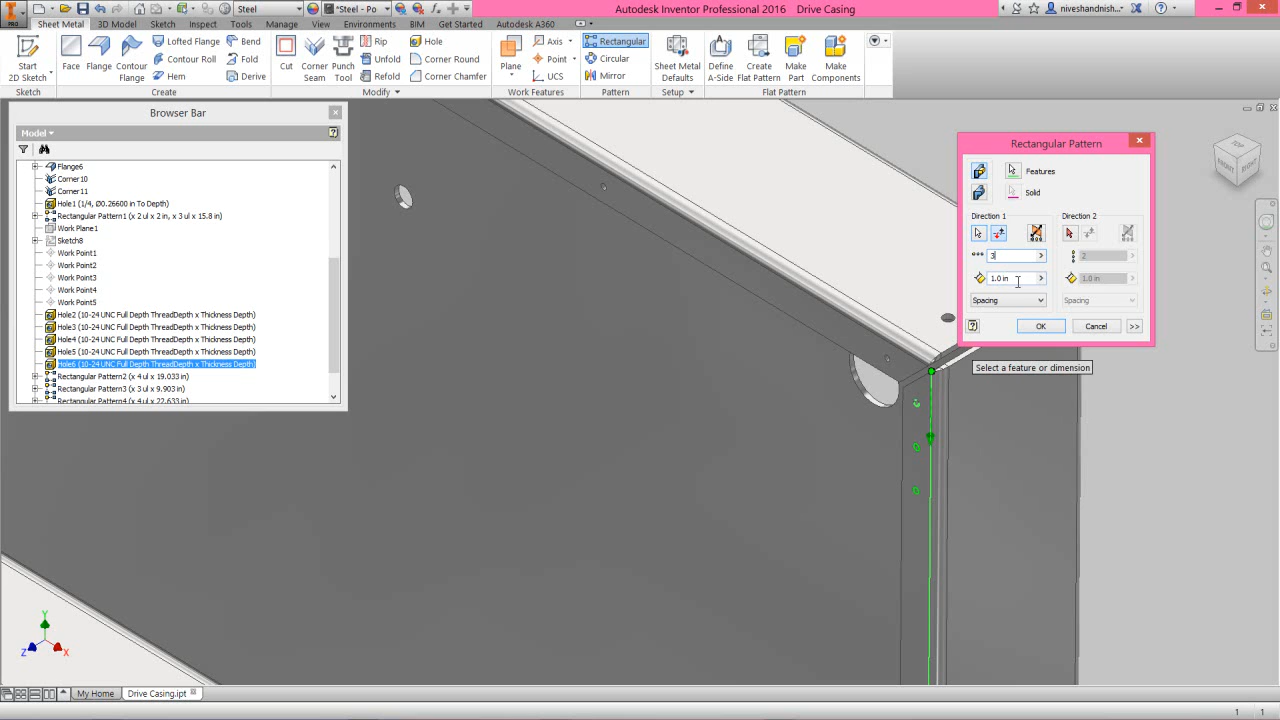 Steel
*Steel - Po
Autodesk Inventor Professional 2016 Drive Casing
niveshandnish...
PRO
Sheet Metal
3D Model
Sketch
Inspect
Tools
Manage
View
Environments
BIM
Get Started
Autodesk A360
Start
2D Sketch
Face
Flange
Contour
Flange
Lofted Flange
Contour Roll
Hem
Bend
Fold
Derive
Cut
Corner
Seam
Punch
Tool
Rip
Unfold
Refold
Hole
Corner Round
Corner Chamfer
Plane
Axis
Point
UCS
Rectangular
Circular
Mirror
Sheet Metal
Defaults
Define
A-Side
Create
Flat Pattern
Make
Part
Make
Components
Sketch
Create
Modify
Work Features
Pattern
Setup
Flat Pattern
Browser Bar
Model
Flange6
Corner10
Corner11
Hole1 (1/4, Ø0.26600 in To Depth)
Rectangular Pattern1 (x 2 ul x 2 in, x 3 ul x 15.8 in)
Work Plane1
Sketch8
Work Point1
Work Point2
Work Point3
Work Point4
Work Point5
Hole2 (10-24 UNC Full Depth ThreadDepth x Thickness Depth)
Hole3 (10-24 UNC Full Depth ThreadDepth x Thickness Depth)
Hole4 (10-24 UNC Full Depth ThreadDepth x Thickness Depth)
Hole5 (10-24 UNC Full Depth ThreadDepth x Thickness Depth)
Hole6 (10-24 UNC Full Depth ThreadDepth x Thickness Depth)
Rectangular Pattern2 (x 4 ul x 19.033 in)
Rectangular Pattern3 (x 3 ul x 9.903 in)
Rectangular Pattern4 (x 4 ul x 22.633 in)
TOP
FRONT
RIGHT
Rectangular Pattern
Features
Solid
Direction 1
Direction 2
3
2
1.0 in
1.0 in
Spacing
Spacing
OK
Cancel
>>
Select a feature or dimension
Y
Z
X
My Home
Drive Casing.ipt
1
1